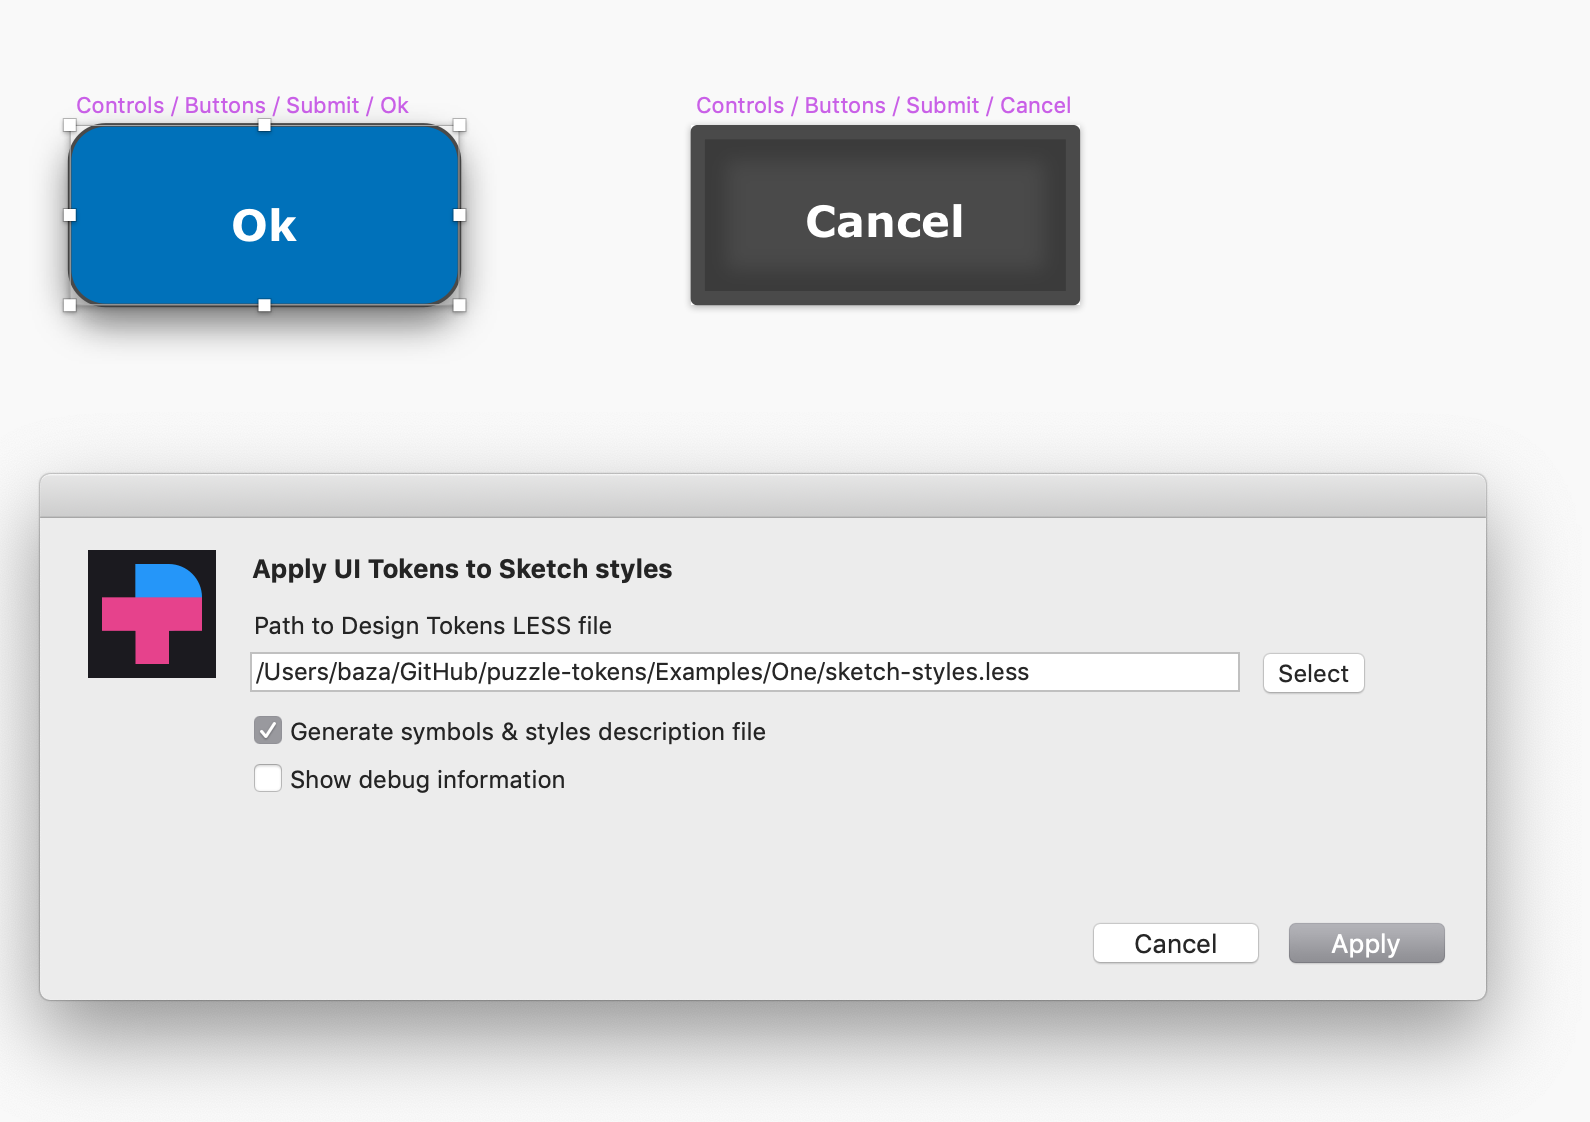 Controls / Buttons / Submit / Ok
Controls / Buttons / Submit / Cancel
Ok
Cancel
Apply UI Tokens to Sketch styles
Path to Design Tokens LESS file
/Users/baza/GitHub/puzzle-tokens/Examples/One/sketch-styles.less
Select
Generate symbols & styles description file
Show debug information
Cancel
Apply